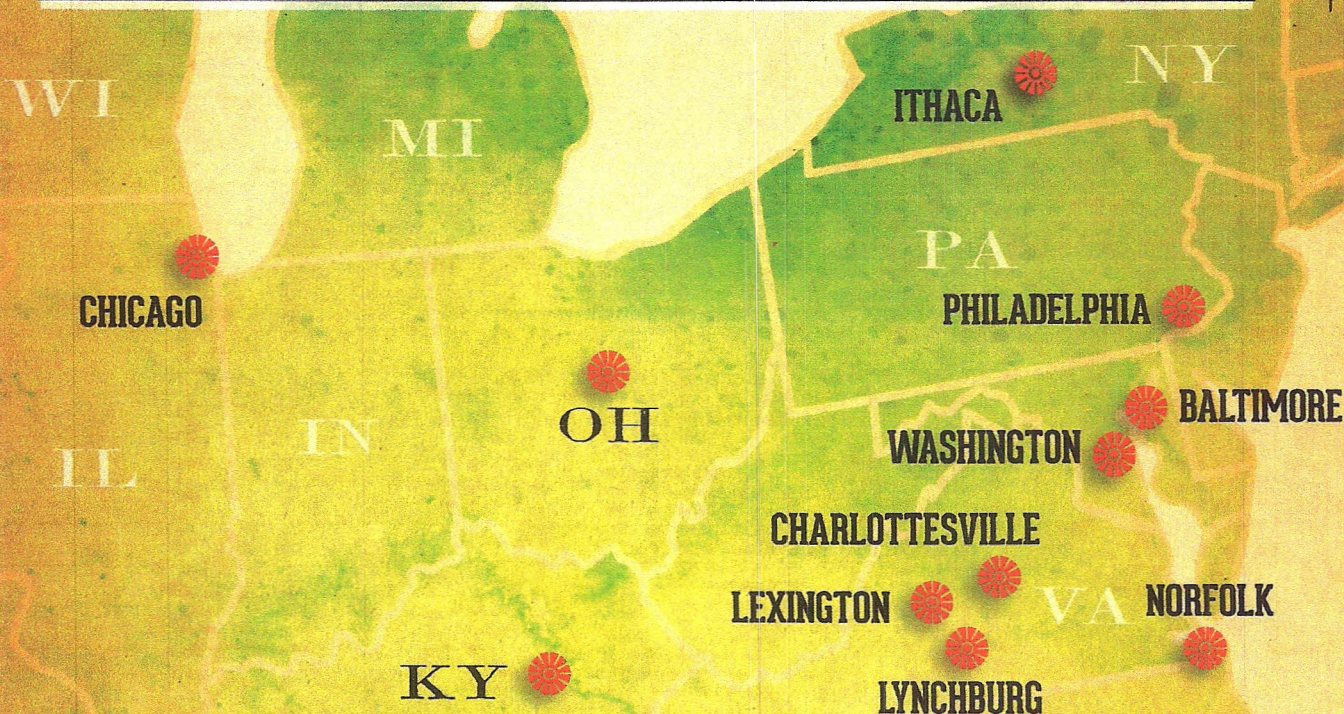 NY
WI
ITHACA
MI
PA
CHICAGO
PHILADELPHIA
BALTIMORE
OH
IN
WASHINGTON
IL
CHARLOTTESVILLE
LEXINGTON
VA
NORFOLK
KY
LYNCHBURG